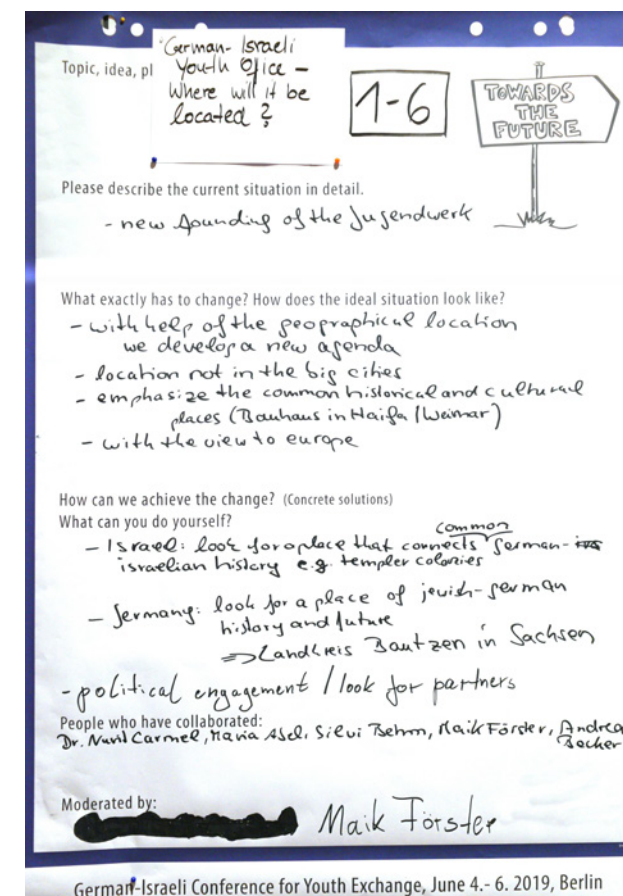 German-Israeli
Youth Office –
Where will it be
located?
Topic, idea, pl
1-6
TOWARDS
THE
FUTURE
Please describe the current situation in detail.
- new founding of the Jugendwerk
What exactly has to change? How does the ideal situation look like?
- with help of the geographical location
we develop a new agenda
- location not in the big cities
- emphasize the common historical and cultural
places (Bauhaus in Haifa / Weimar)
- with the view to europe
How can we achieve the change? (Concrete solutions)
What can you do yourself?
common
- Israel: look for a place that connects german-
israelian history e.g. templer colonies
- Germany: look for a place of jewish-german
history and future
=> Landkreis Bautzen in Sachsen
- political engagement / look for partners
People who have collaborated:
Dr. Nurit Carmel, Maria Abel, Silvi Behm, Maik Förster, Andrea
Becker
Moderated by:
Maik Förster
German-Israeli Conference for Youth Exchange, June 4.- 6. 2019, Berlin